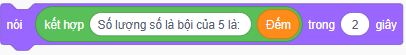 nói kết hợp Số lượng số là bội của 5 là: Đếm trong 2 giây